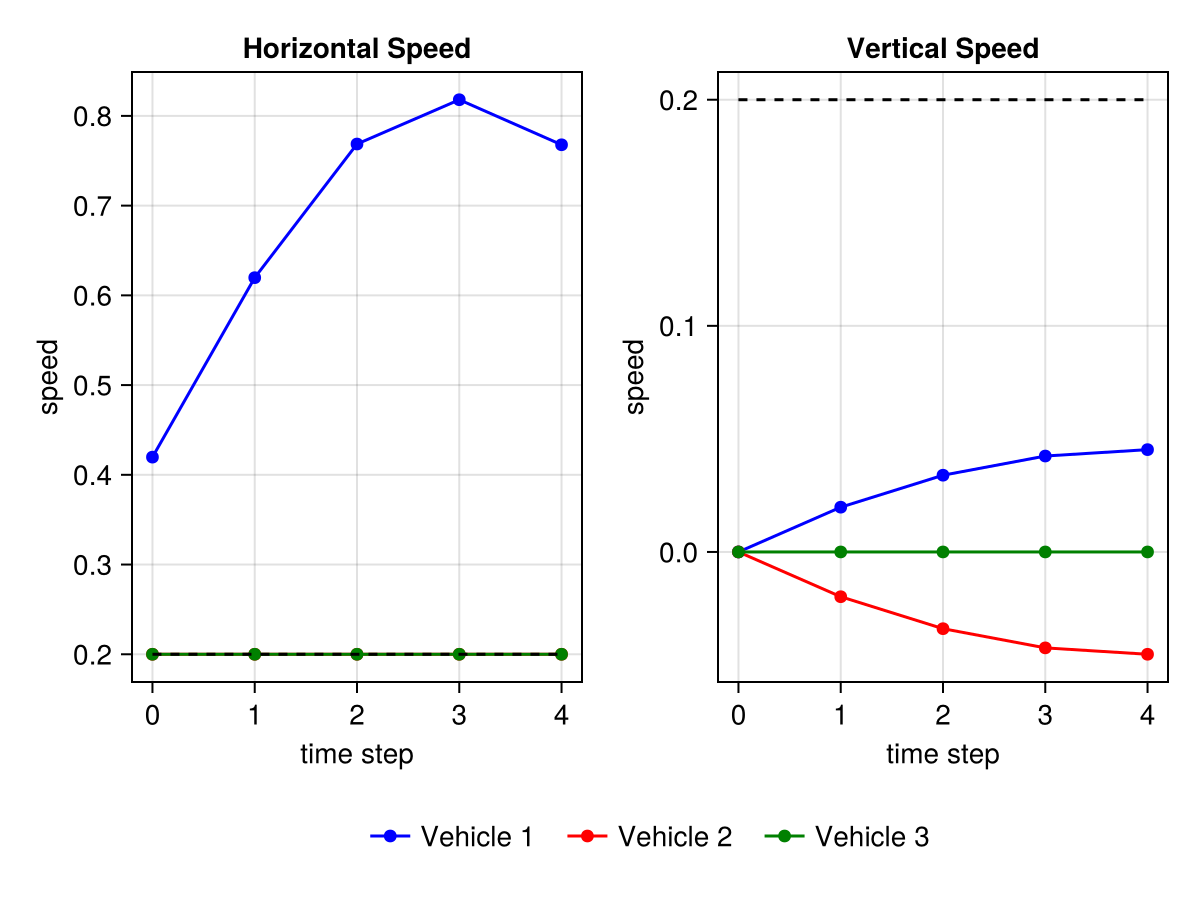 Horizontal Speed
0.8
0.7
0.6
0.5
0.4
0.3
0.2
speed
0 1 2 3 4
time step
Vertical Speed
0.2
0.1
0.0
speed
0 1 2 3 4
time step
Vehicle 1 Vehicle 2 Vehicle 3